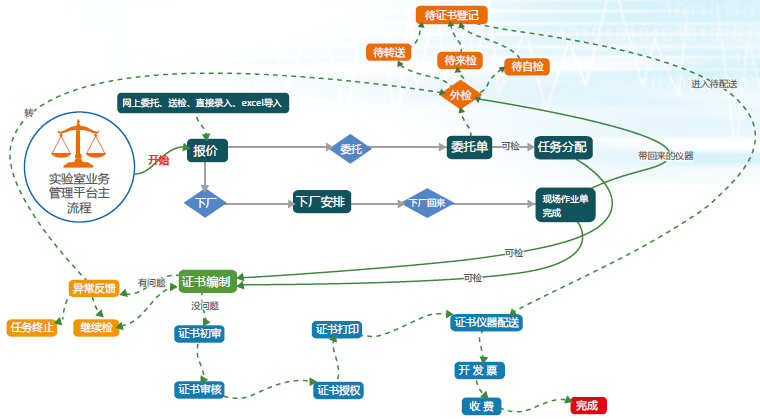 待证书登记
待转送
待来检
待自检
进入待配送
外检
转
网上委托、送检、直接录入、excel导入
开始
报价
委托
委托单
可检
任务分配
带回来的仪器
实验室业务
管理平台主
流程
下厂
下厂安排
下厂回来
现场作业单
完成
可检
可检
异常反馈
有问题
证书编制
没问题
任务终止
继续检
证书初审
证书打印
证书仪器配送
证书审核
证书授权
开 发 票
收 费
完成